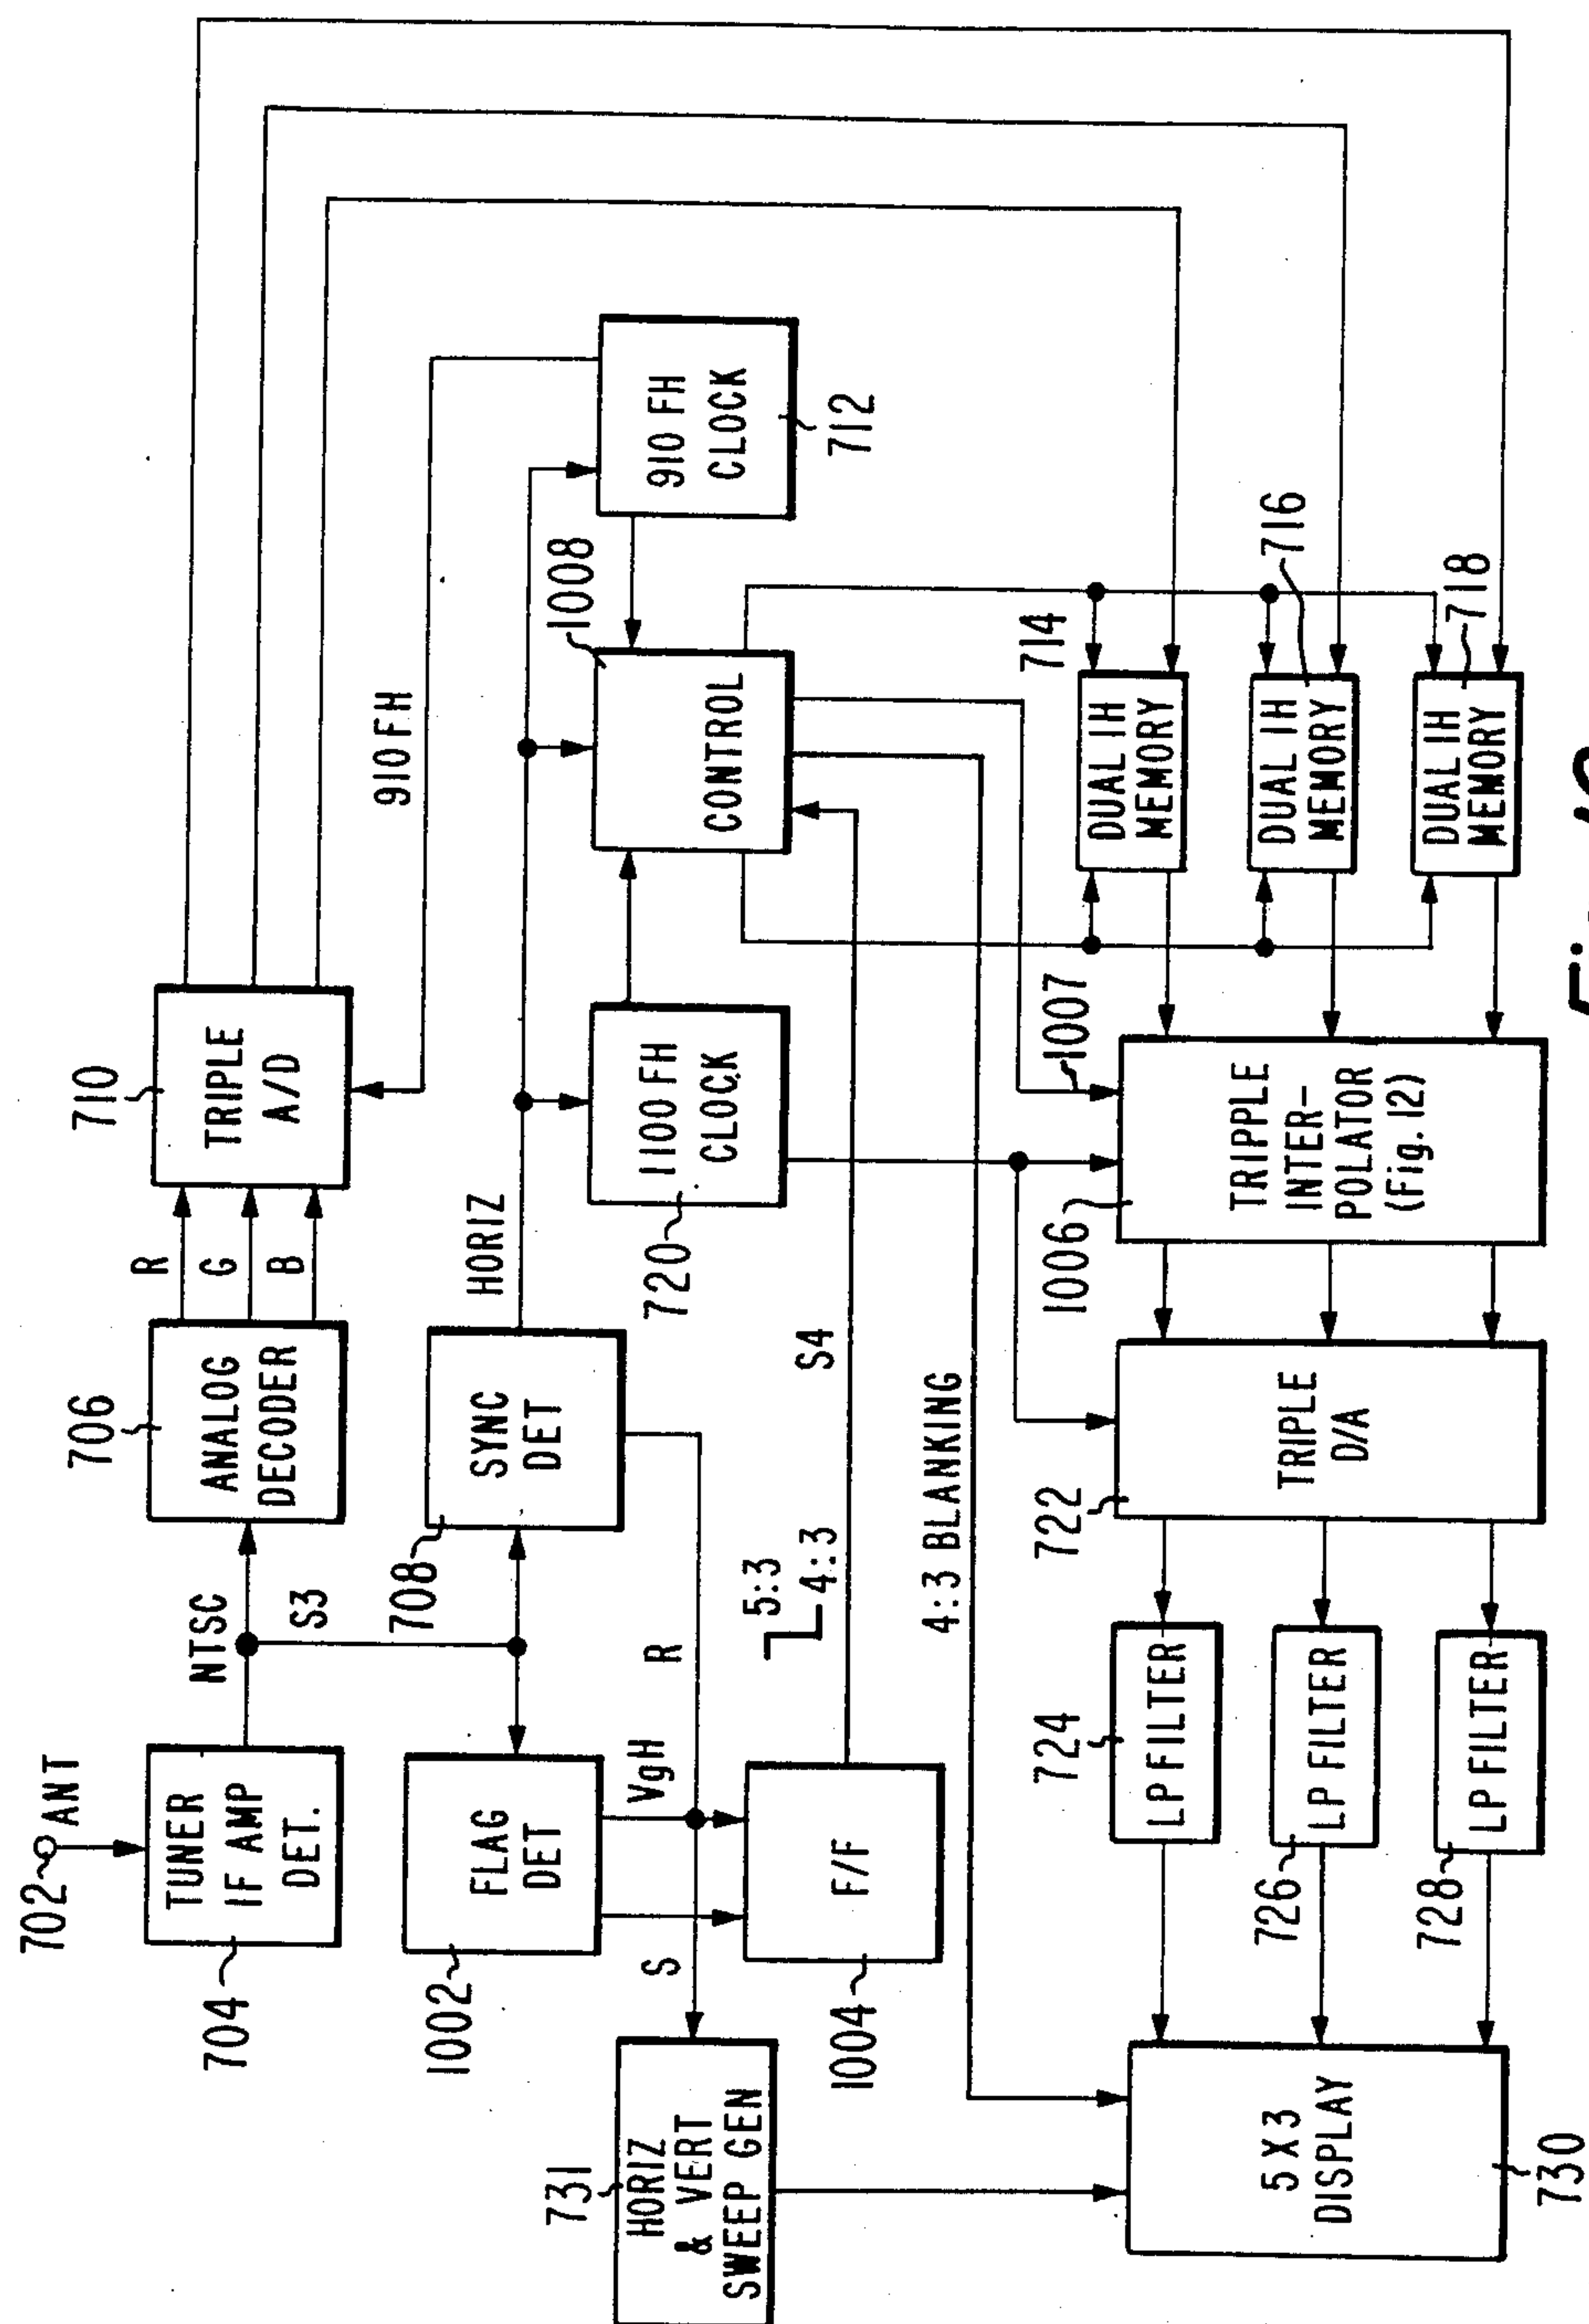 702
ANT
TUNER
IF AMP
DET.
704
NTSC
S3
706
ANALOG
DECODER
R
G
B
710
TRIPLE
A/D
910 FH
1002
FLAG
DET
708
SYNC
DET
HORIZ
720
1100 FH
CLOCK
1008
CONTROL
910 FH
CLOCK
712
731
HORIZ
& VERT
SWEEP GEN
S
VgH
R
1004
F/F
5:3
4:3
S4
4:3 BLANKING
1007
714
DUAL 1H
MEMORY
716
DUAL 1H
MEMORY
718
DUAL 1H
MEMORY
1006
TRIPPLE
INTER-
POLATOR
(Fig. 12)
722
TRIPLE
D/A
724
LP FILTER
726
LP FILTER
728
LP FILTER
5 X 3
DISPLAY
730